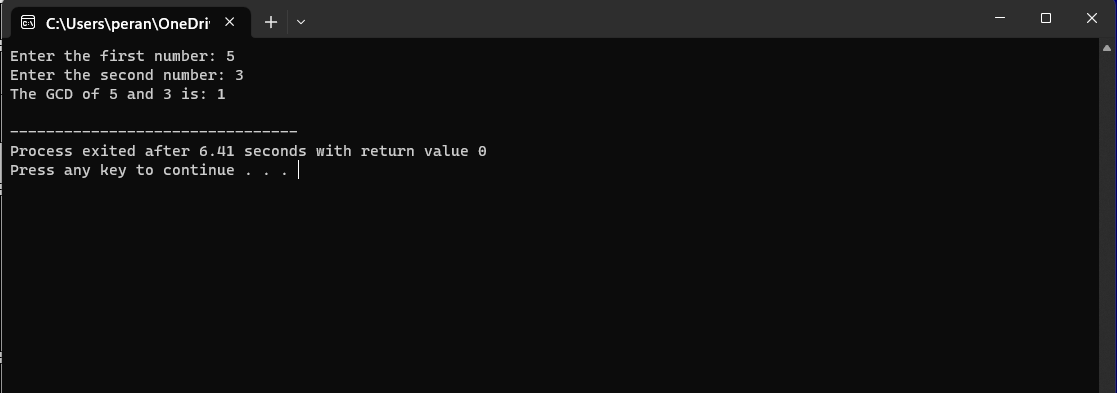 C:\Users\peran\OneDri
Enter the first number: 5
Enter the second number: 3
The GCD of 5 and 3 is: 1
--------------------------------
Process exited after 6.41 seconds with return value 0
Press any key to continue . . .